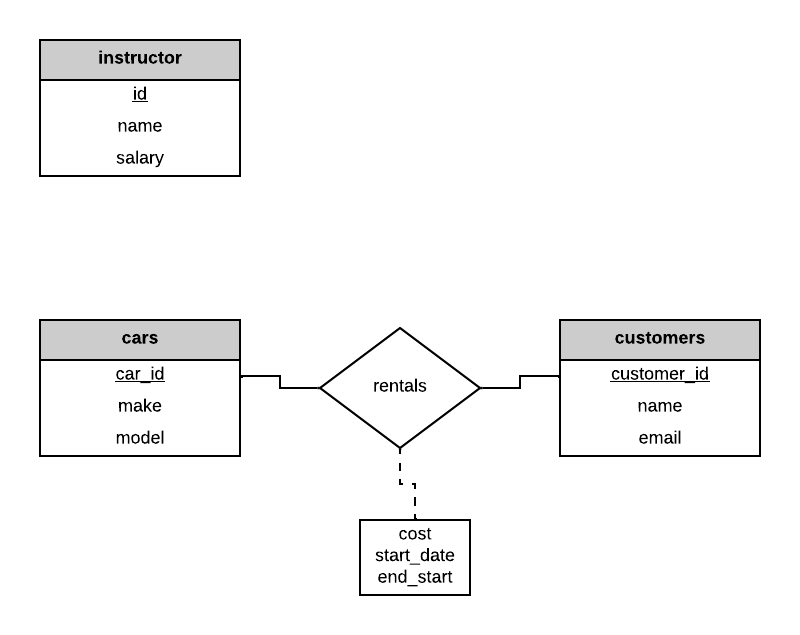 instructor
id
name
salary
cars
car_id
make
model
rentals
customers
customer_id
name
email
cost
start_date
end_start